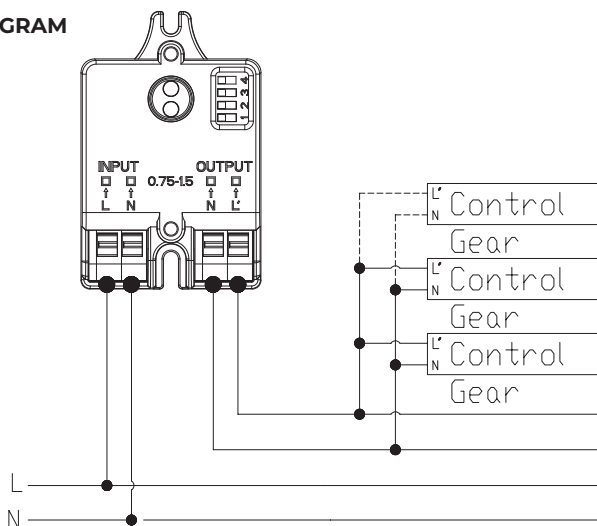 GRAM
4
3
2
1
INPUT
OUTPUT
0.75-1.5
L
N
N
L'
L'
N
Control
Gear
L'
N
Control
Gear
L'
N
Control
Gear
L
N